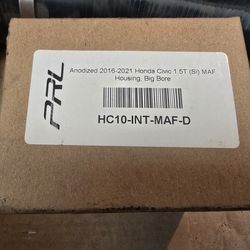 PRL
Anodized 2016-2021 Honda Civic 1.5T (Si) MAF
Housing, Big Bore
HC10-INT-MAF-D